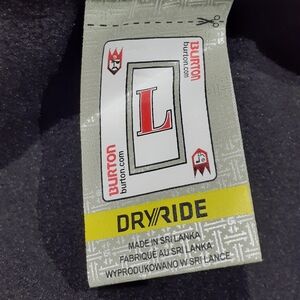 BURTON
burton.com
L
BURTON
burton.com
DRYRIDE
MADE IN SRI LANKA
FABRIQUÉ AU SRI LANKA
WYPRODUKOWANO W SRI LANCE